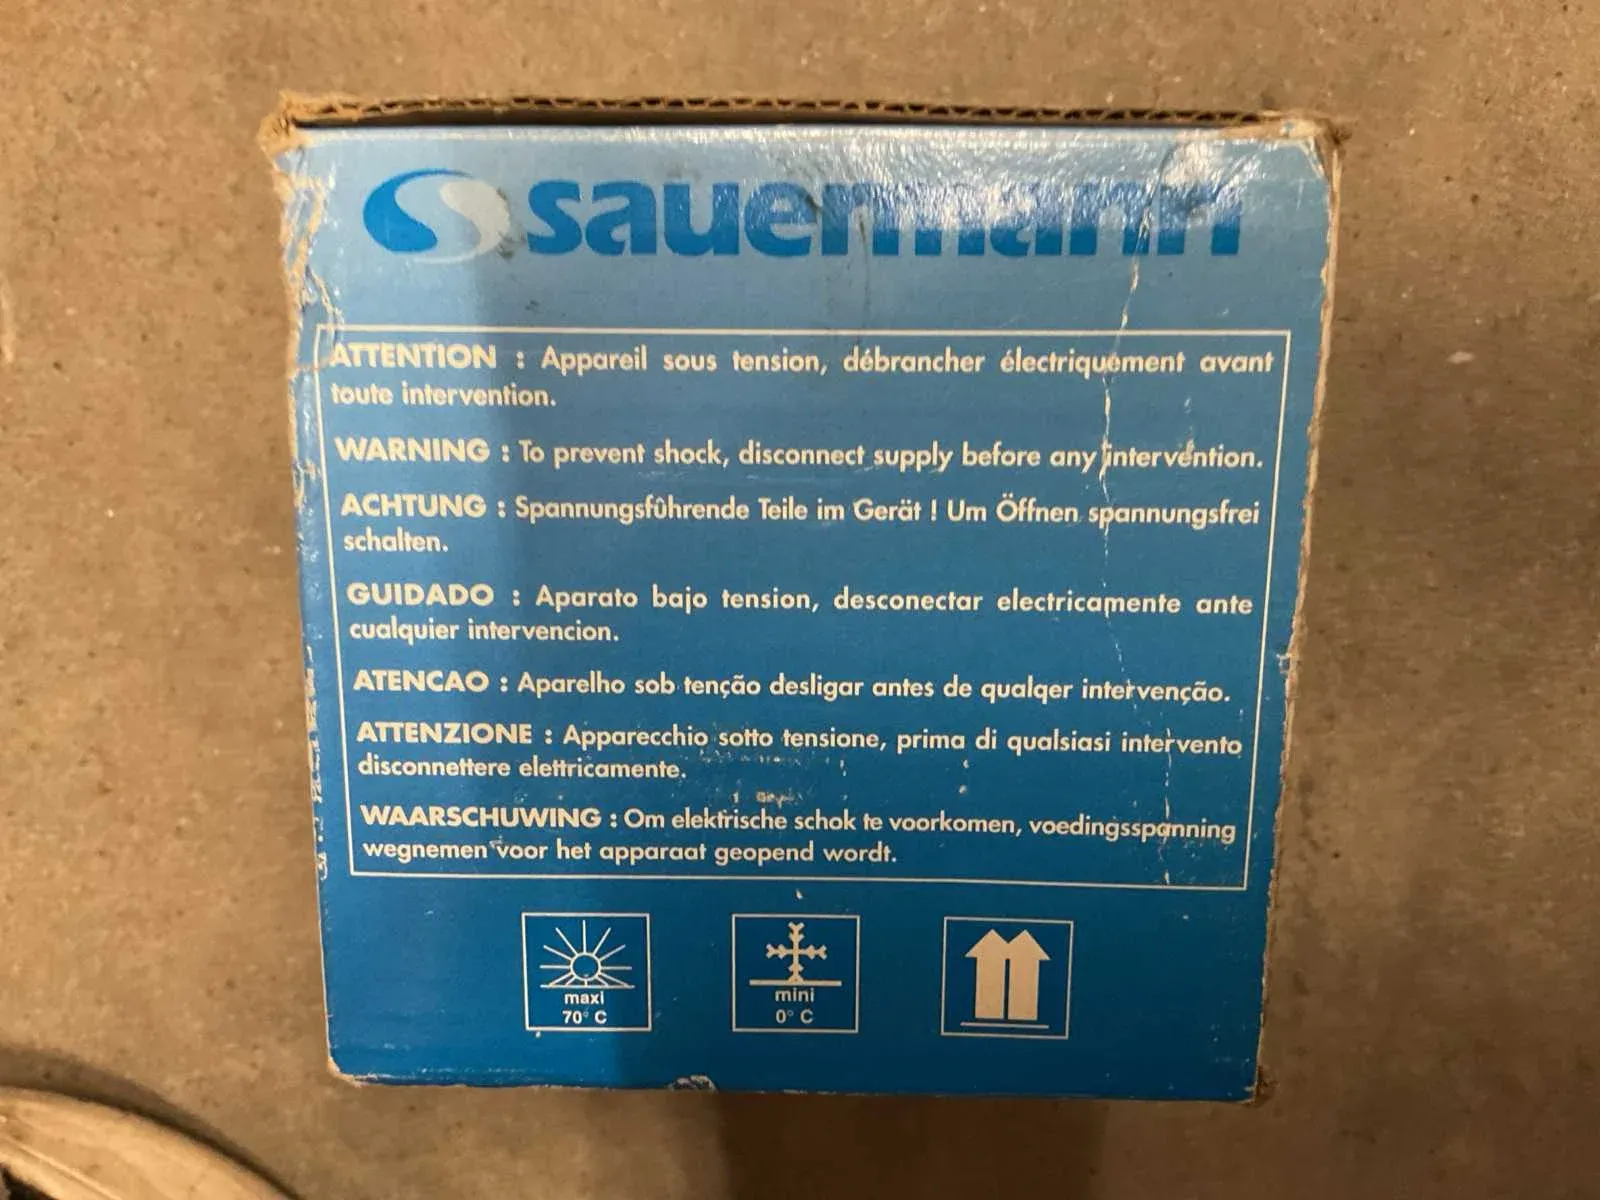 sauermann
ATTENTION : Appareil sous tension, débrancher électriquement avant
toute intervention.
WARNING : To prevent shock, disconnect supply before any intervention.
ACHTUNG : Spannungsfûhrende Teile im Gerät ! Um Öffnen spannungsfrei
schalten.
GUIDADO : Aparato bajo tension, desconectar electricamente ante
cualquier intervencion.
ATENCAO : Aparelho sob tenção desligar antes de qualqer intervenção.
ATTENZIONE : Apparecchio sotto tensione, prima di qualsiasi intervento
disconnettere elettricamente.
WAARSCHUWING : Om elektrische schok te voorkomen, voedingsspanning
wegnemen voor het apparaat geopend wordt.
maxi
70° C
mini
0° C